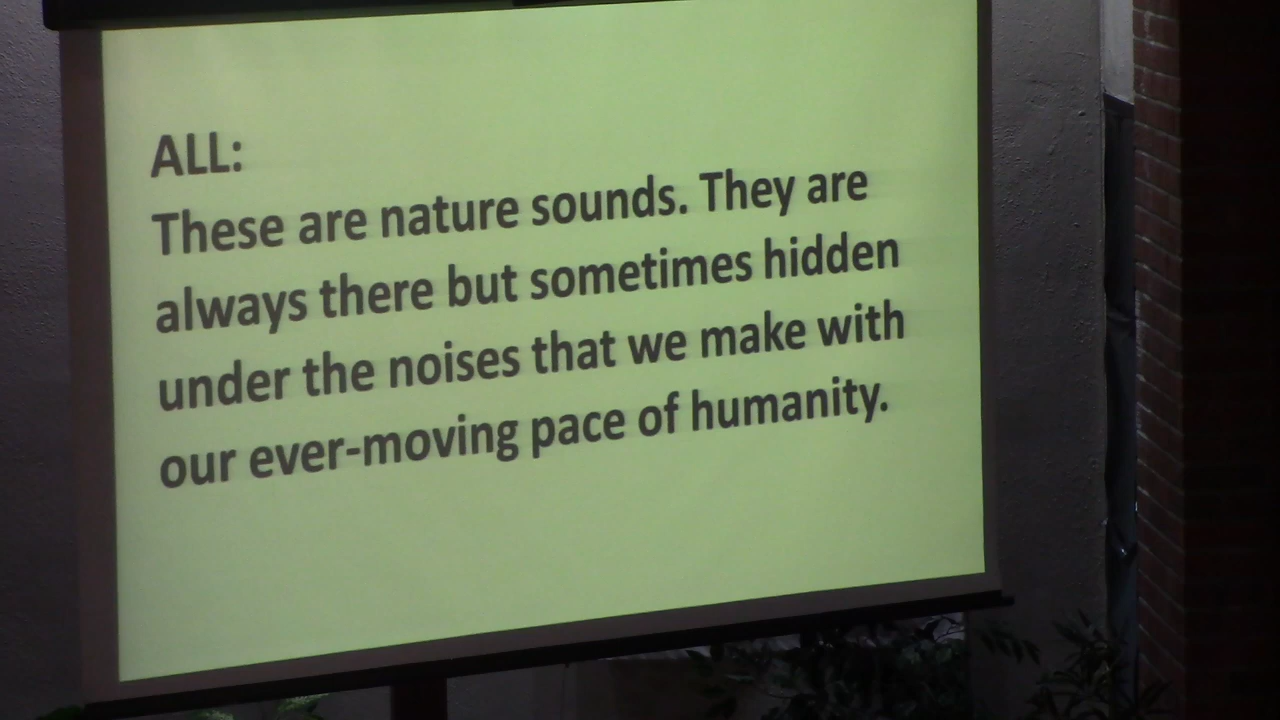 ALL:
These are nature sounds. They are
always there but sometimes hidden
under the noises that we make with
our ever-moving pace of humanity.